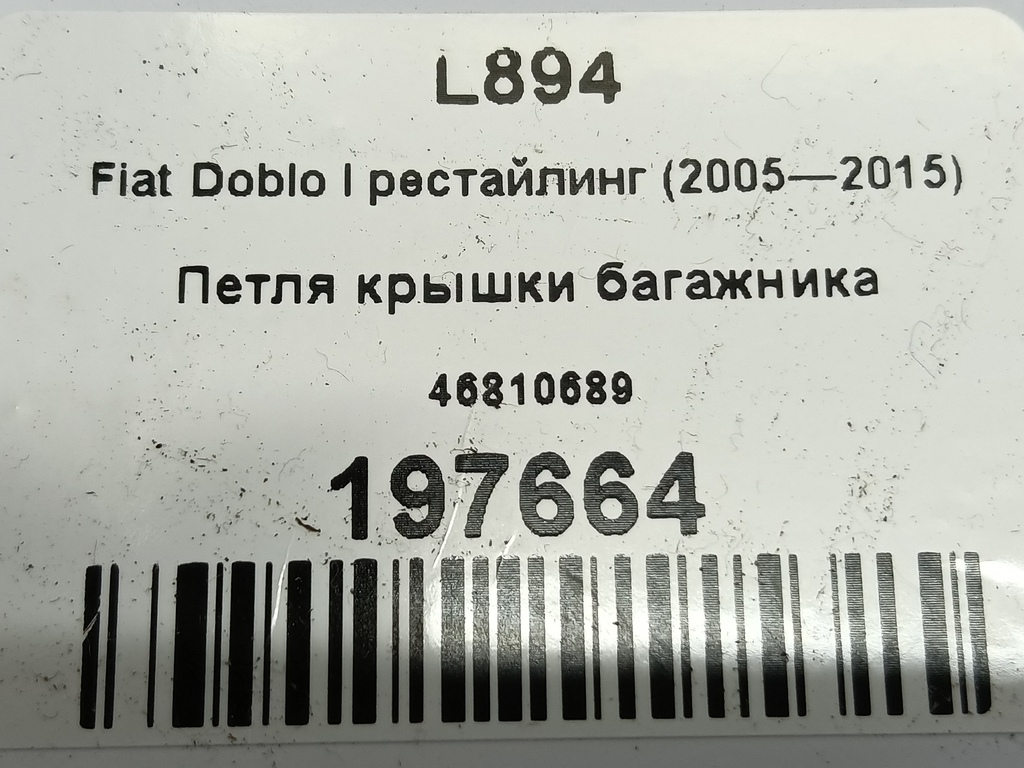 L894
Fiat Doblo I рестайлинг (2005—2015)
Петля крышки багажника
46810689
197664